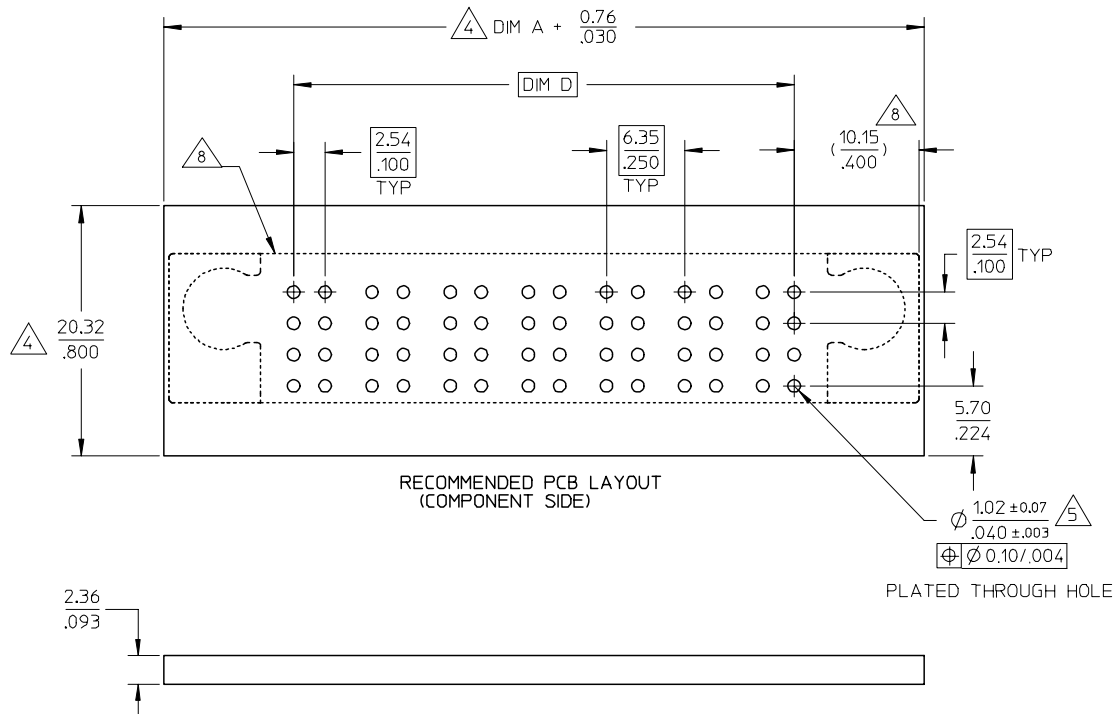 4 DIM A + 0.76
.030
DIM D
8
2.54
.100
TYP
6.35
.250
TYP
8
(10.15)
.400
2.54
.100
TYP
4
20.32
.800
5.70
.224
RECOMMENDED PCB LAYOUT
(COMPONENT SIDE)
Ø 1.02 ±0.07
.040 ±.003
5
⌖ Ø 0.10/.004
PLATED THROUGH HOLE
2.36
.093